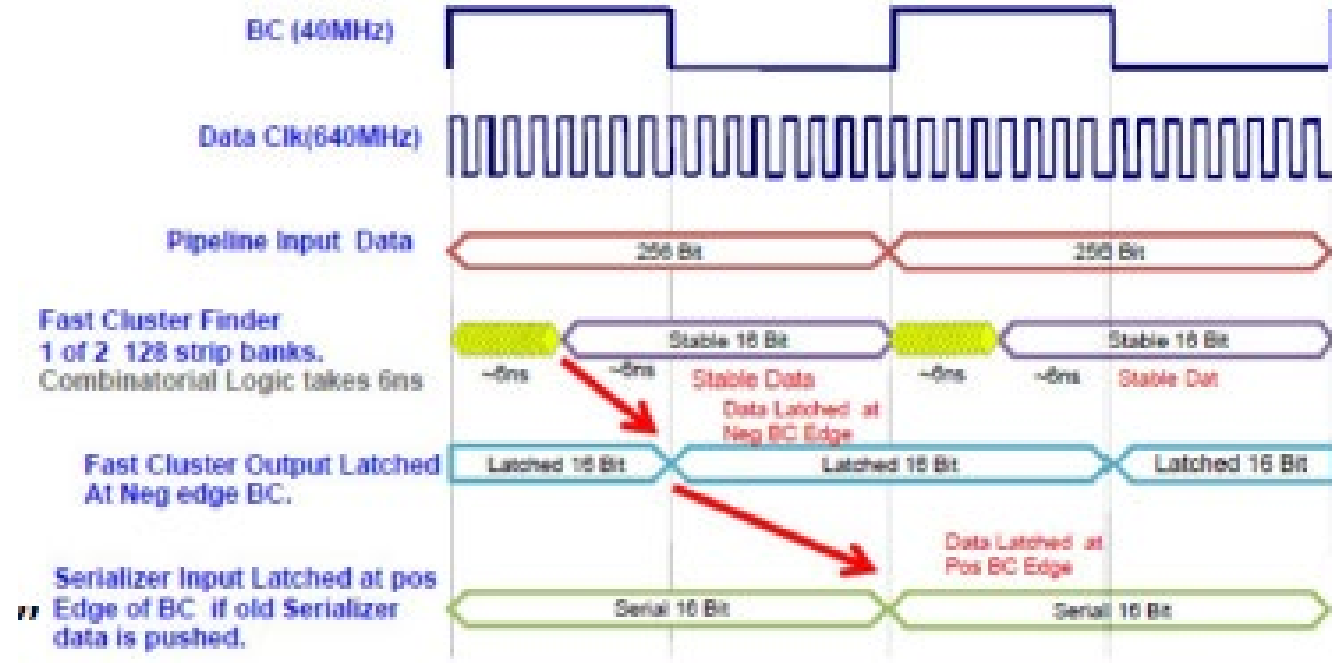 BC (40MHz)
Data Clk(640MHz)
Pipeline Input Data
256 Bit
256 Bit
Fast Cluster Finder
1 of 2 128 strip banks.
Combinatorial Logic takes 6ns
Stable 16 Bit
Stable 16 Bit
~6ns
~6ns
Stable Data
~6ns
~6ns
Stable Dat
Data Latched at
Neg BC Edge
Fast Cluster Output Latched
At Neg edge BC.
Latched 16 Bit
Latched 16 Bit
Latched 16 Bit
Data Latched at
Pos BC Edge
Serializer Input Latched at pos
,, Edge of BC if old Serializer
data is pushed.
Serial 16 Bit
Serial 16 Bit